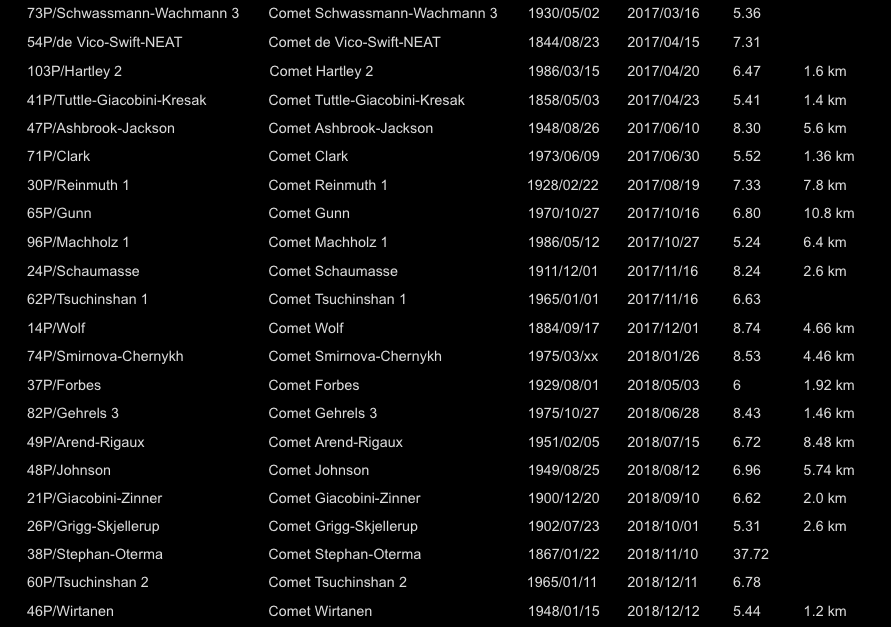 73P/Schwassmann-Wachmann 3 Comet Schwassmann-Wachmann 3 1930/05/02 2017/03/16 5.36
54P/de Vico-Swift-NEAT Comet de Vico-Swift-NEAT 1844/08/23 2017/04/15 7.31
103P/Hartley 2 Comet Hartley 2 1986/03/15 2017/04/20 6.47 1.6 km
41P/Tuttle-Giacobini-Kresak Comet Tuttle-Giacobini-Kresak 1858/05/03 2017/04/23 5.41 1.4 km
47P/Ashbrook-Jackson Comet Ashbrook-Jackson 1948/08/26 2017/06/10 8.30 5.6 km
71P/Clark Comet Clark 1973/06/09 2017/06/30 5.52 1.36 km
30P/Reinmuth 1 Comet Reinmuth 1 1928/02/22 2017/08/19 7.33 7.8 km
65P/Gunn Comet Gunn 1970/10/27 2017/10/16 6.80 10.8 km
96P/Machholz 1 Comet Machholz 1 1986/05/12 2017/10/27 5.24 6.4 km
24P/Schaumasse Comet Schaumasse 1911/12/01 2017/11/16 8.24 2.6 km
62P/Tsuchinshan 1 Comet Tsuchinshan 1 1965/01/01 2017/11/16 6.63
14P/Wolf Comet Wolf 1884/09/17 2017/12/01 8.74 4.66 km
74P/Smirnova-Chernykh Comet Smirnova-Chernykh 1975/03/xx 2018/01/26 8.53 4.46 km
37P/Forbes Comet Forbes 1929/08/01 2018/05/03 6 1.92 km
82P/Gehrels 3 Comet Gehrels 3 1975/10/27 2018/06/28 8.43 1.46 km
49P/Arend-Rigaux Comet Arend-Rigaux 1951/02/05 2018/07/15 6.72 8.48 km
48P/Johnson Comet Johnson 1949/08/25 2018/08/12 6.96 5.74 km
21P/Giacobini-Zinner Comet Giacobini-Zinner 1900/12/20 2018/09/10 6.62 2.0 km
26P/Grigg-Skjellerup Comet Grigg-Skjellerup 1902/07/23 2018/10/01 5.31 2.6 km
38P/Stephan-Oterma Comet Stephan-Oterma 1867/01/22 2018/11/10 37.72
60P/Tsuchinshan 2 Comet Tsuchinshan 2 1965/01/11 2018/12/11 6.78
46P/Wirtanen Comet Wirtanen 1948/01/15 2018/12/12 5.44 1.2 km